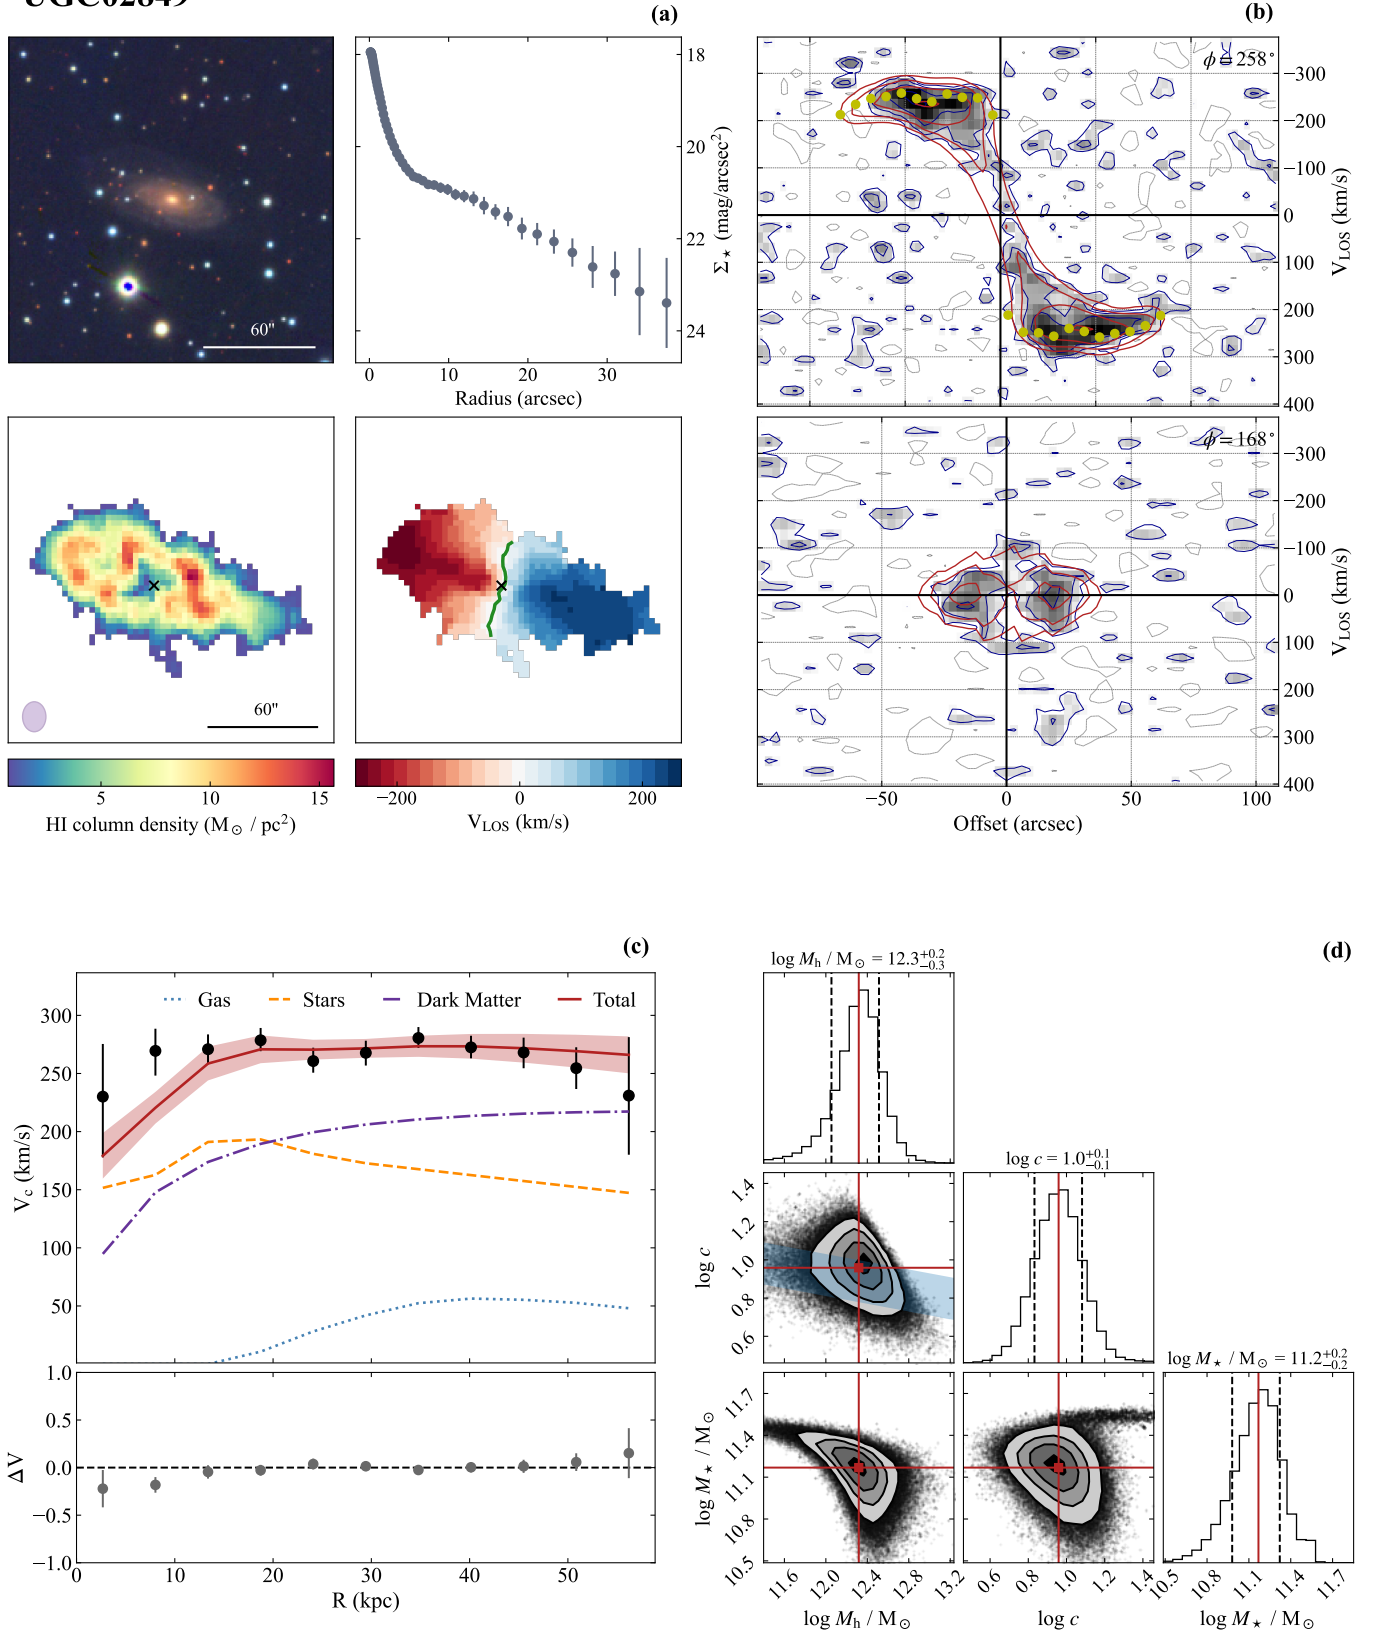 UGC02849
(a)
18
20
22
24
Σ⋆ (mag/arcsec²)
60"
0 10 20 30
Radius (arcsec)
(b)
ϕ = 258°
−300
−200
−100
0
100
200
300
400
V_LOS (km/s)
60"
5 10 15
HI column density (M⊙ / pc²)
−200 0 200
V_LOS (km/s)
ϕ = 168°
−300
−200
−100
0
100
200
300
400
V_LOS (km/s)
−50 0 50 100
Offset (arcsec)
(c)
Gas Stars Dark Matter Total
300
250
200
150
100
50
V_c (km/s)
1.0
0.5
0.0
−0.5
−1.0
ΔV
0 10 20 30 40 50
R (kpc)
(d)
log M_h / M⊙ = 12.3^{+0.2}_{−0.3}
log c = 1.0^{+0.1}_{−0.1}
1.4
1.2
1.0
0.8
0.6
log c
log M⋆ / M⊙ = 11.2^{+0.2}_{−0.2}
11.7
11.4
11.1
10.8
10.5
log M⋆ / M⊙
11.6 12.0 12.4 12.8 13.2
log M_h / M⊙
0.6 0.8 1.0 1.2 1.4
log c
10.5 10.8 11.1 11.4 11.7
log M⋆ / M⊙